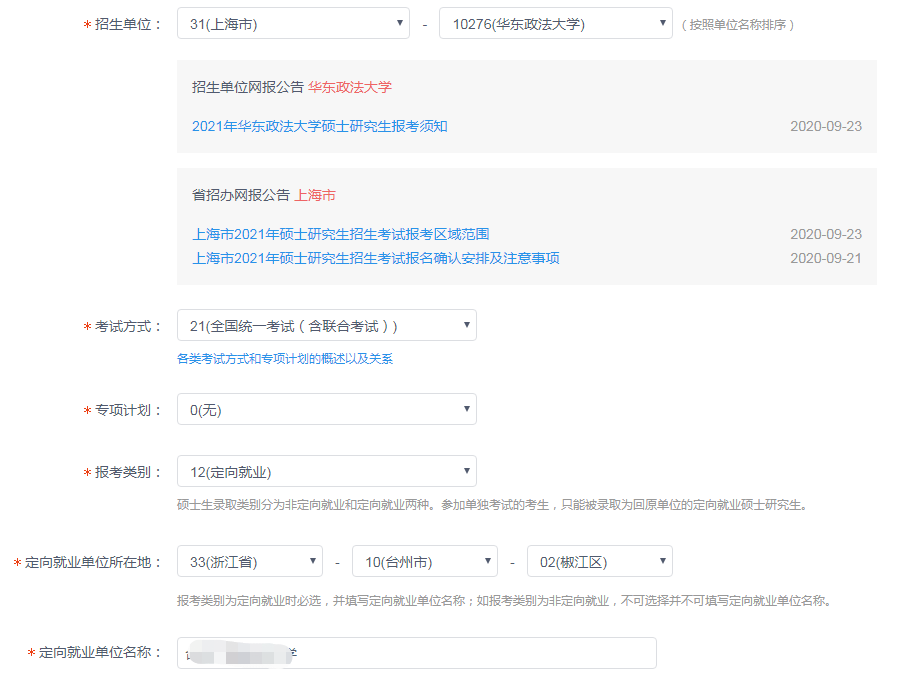 * 招生单位： 31(上海市) - 10276(华东政法大学) （按照单位名称排序）
招生单位网报公告 华东政法大学
2021年华东政法大学硕士研究生报考须知 2020-09-23
省招办网报公告 上海市
上海市2021年硕士研究生招生考试报考区域范围 2020-09-23
上海市2021年硕士研究生招生考试报名确认安排及注意事项 2020-09-21
* 考试方式： 21(全国统一考试（含联合考试）)
各类考试方式和专项计划的概述以及关系
* 专项计划： 0(无)
* 报考类别： 12(定向就业)
硕士生录取类别分为非定向就业和定向就业两种。参加单独考试的考生，只能被录取为回原单位的定向就业硕士研究生。
* 定向就业单位所在地： 33(浙江省) - 10(台州市) - 02(椒江区)
报考类别为定向就业时必选，并填写定向就业单位名称；如报考类别为非定向就业，不可选择并不可填写定向就业单位名称。
* 定向就业单位名称：